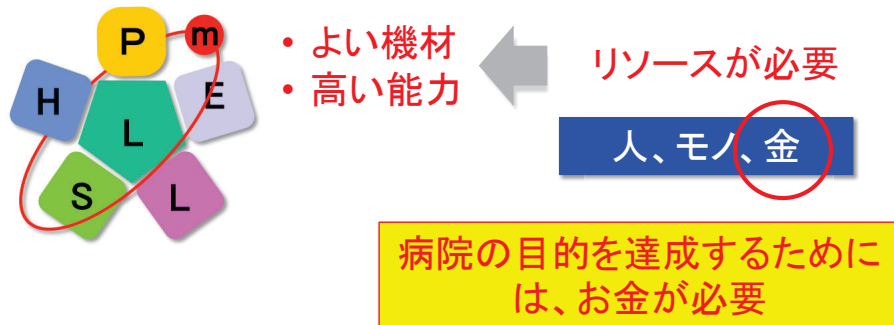 P
m
H
E
L
S
L
• よい機材
• 高い能力
リソースが必要
人、モノ、金
病院の目的を達成するために
は、お金が必要